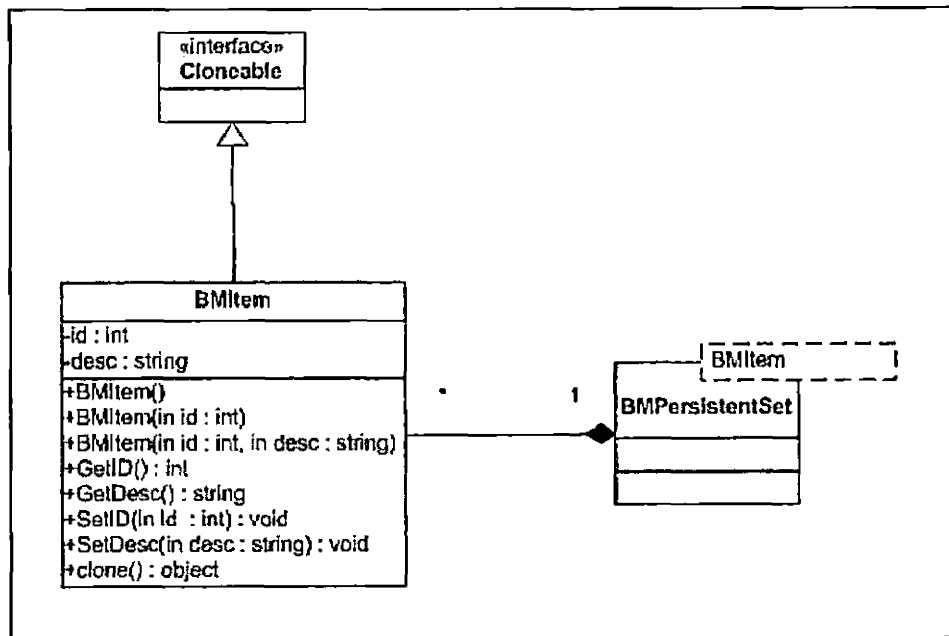 «interface»
Cloneable
BMItem
-id : int
-desc : string
+BMItem()
+BMItem(in id : int)
+BMItem(in id : int, in desc : string)
+GetID() : int
+GetDesc() : string
+SetID(in id : int) : void
+SetDesc(in desc : string) : void
+clone() : object
*
1
BMItem
BMPersistentSet